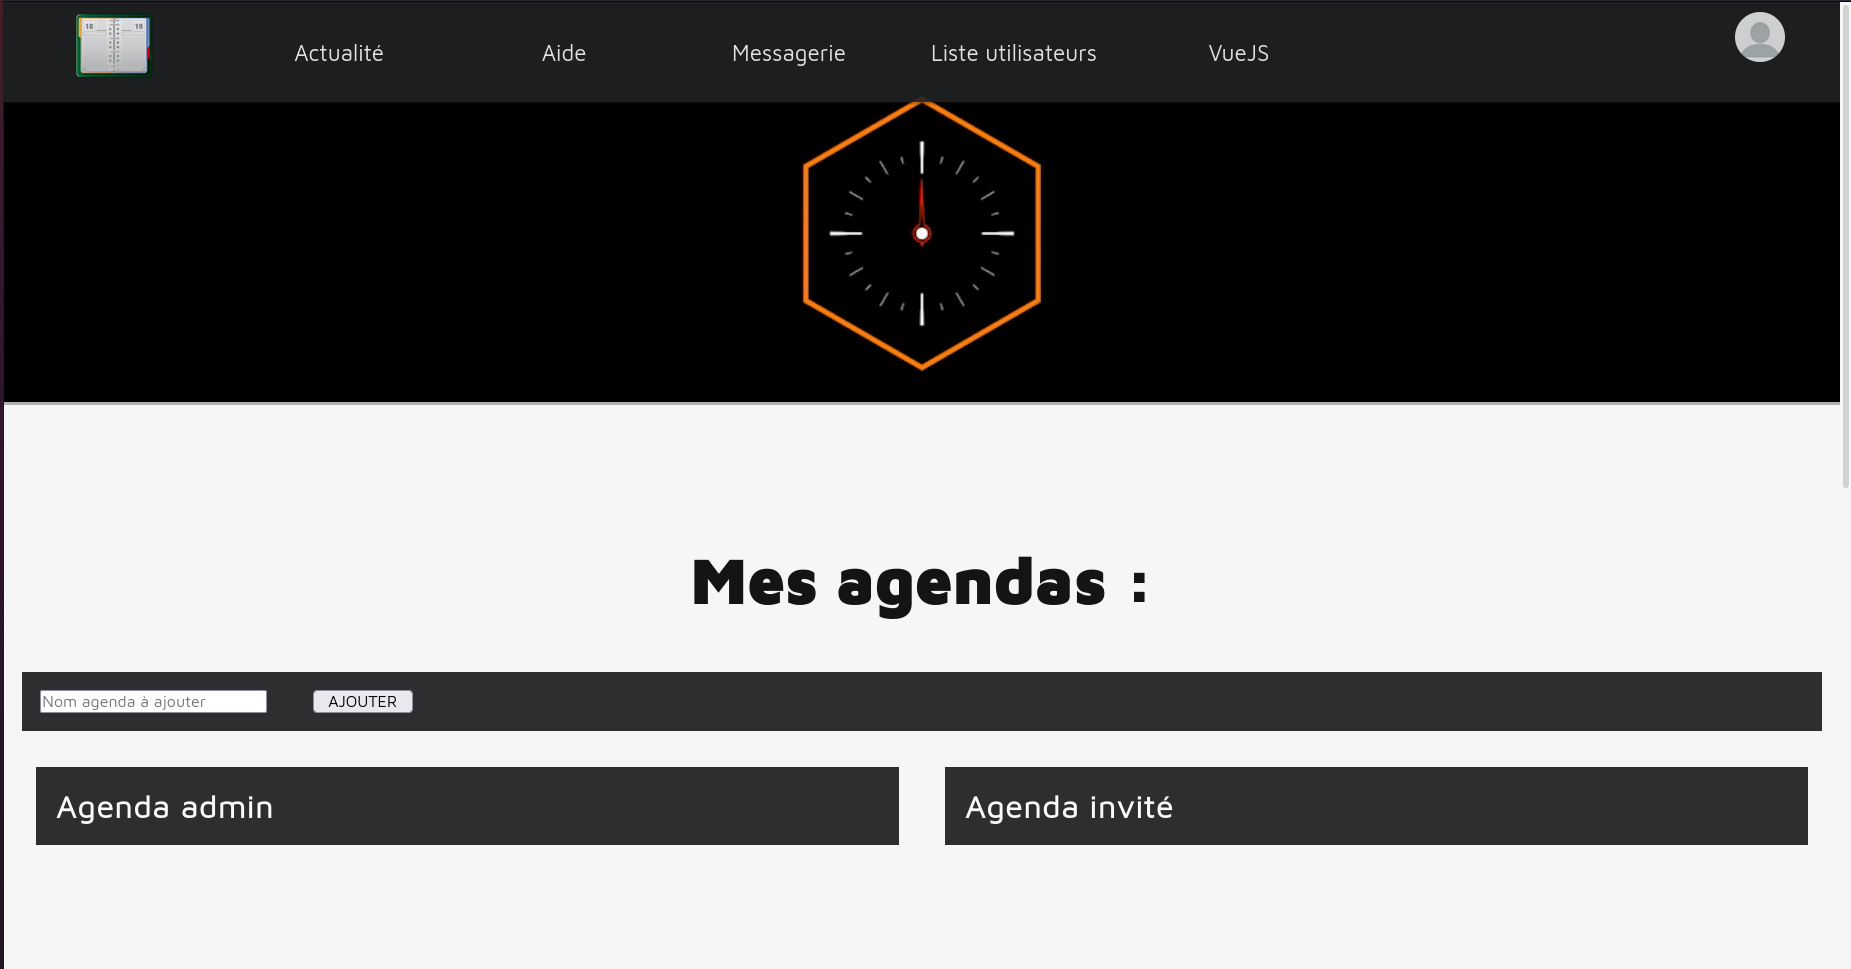 18 19
Actualité Aide Messagerie Liste utilisateurs VueJS
Mes agendas :
Nom agenda à ajouter AJOUTER
Agenda admin Agenda invité